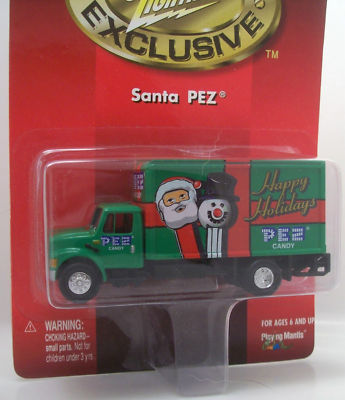 EXCLUSIVE
TM
Santa PEZ®
Happy
Holidays
PEZ
CANDY
PEZ
CANDY
WARNING:
CHOKING HAZARD-
small parts. Not for
children under 3 yrs.
FOR AGES 6 AND UP
Playing Mantis